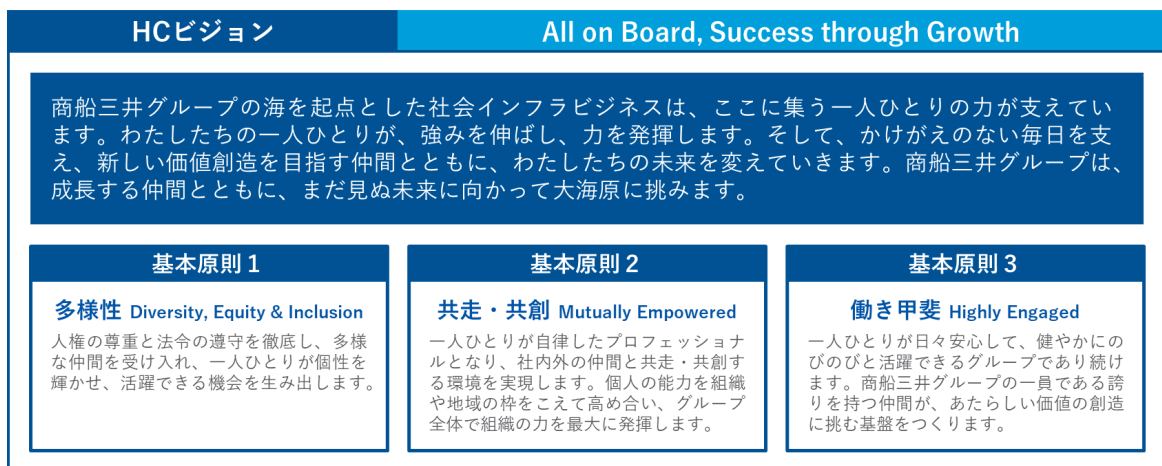 HCビジョン
All on Board, Success through Growth
商船三井グループの海を起点とした社会インフラビジネスは、ここに集う一人ひとりの力が支えてい
ます。わたしたちの一人ひとりが、強みを伸ばし、力を発揮します。そして、かけがえのない毎日を支
え、新しい価値創造を目指す仲間とともに、わたしたちの未来を変えていきます。商船三井グループは、
成長する仲間とともに、まだ見ぬ未来に向かって大海原に挑みます。
基本原則1
多様性 Diversity, Equity & Inclusion
人権の尊重と法令の遵守を徹底し、多様
な仲間を受け入れ、一人ひとりが個性を
輝かせ、活躍できる機会を生み出します。
基本原則2
共走・共創 Mutually Empowered
一人ひとりが自律したプロフェッショナ
ルとなり、社内外の仲間と共走・共創す
る環境を実現します。個人の能力を組織
や地域の枠をこえて高め合い、グループ
全体で組織の力を最大に発揮します。
基本原則3
働き甲斐 Highly Engaged
一人ひとりが日々安心して、健やかにの
びのびと活躍できるグループであり続け
ます。商船三井グループの一員である誇
りを持つ仲間が、あたらしい価値の創造
に挑む基盤をつくります。